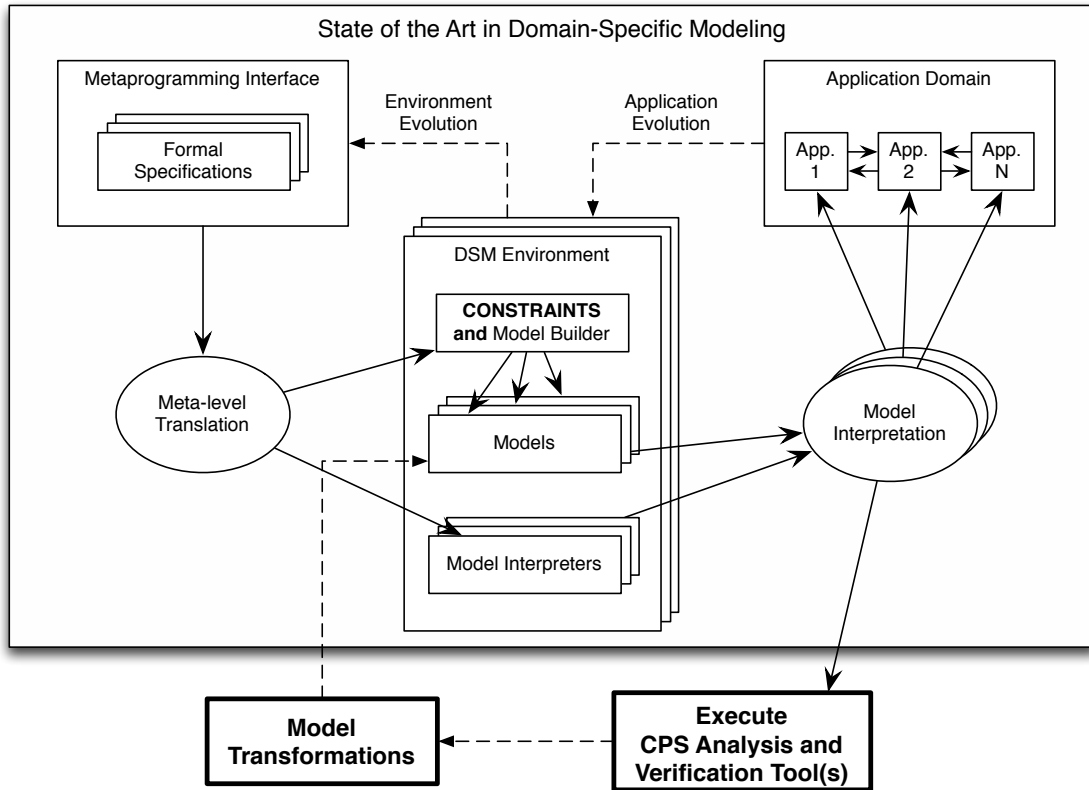 State of the Art in Domain-Specific Modeling
Metaprogramming Interface
Formal
Specifications
Environment
Evolution
Application
Evolution
Application Domain
App.
1
App.
2
App.
N
DSM Environment
CONSTRAINTS
and Model Builder
Meta-level
Translation
Models
Model
Interpretation
Model Interpreters
Model
Transformations
Execute
CPS Analysis and
Verification Tool(s)